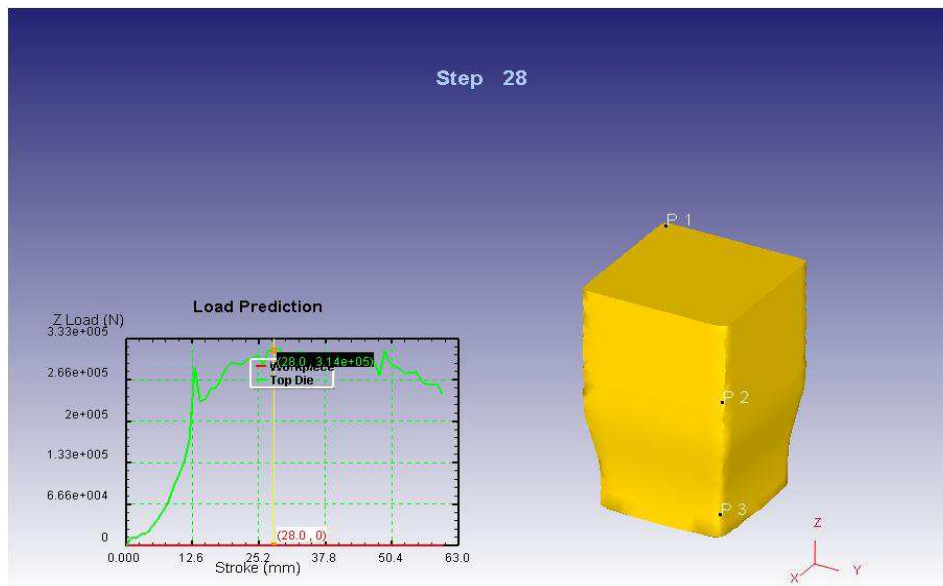 Step 28
P 1
Load Prediction
Z Load (N)
3.33e+005
(28.0 , 3.14e+05)
Workpiece
2.66e+005
Top Die
P 2
2e+005
1.33e+005
6.66e+004
P 3
(28.0 , 0)
0
0.000 12.6 25.2 37.8 50.4 63.0
Stroke (mm)
Z
X
Y